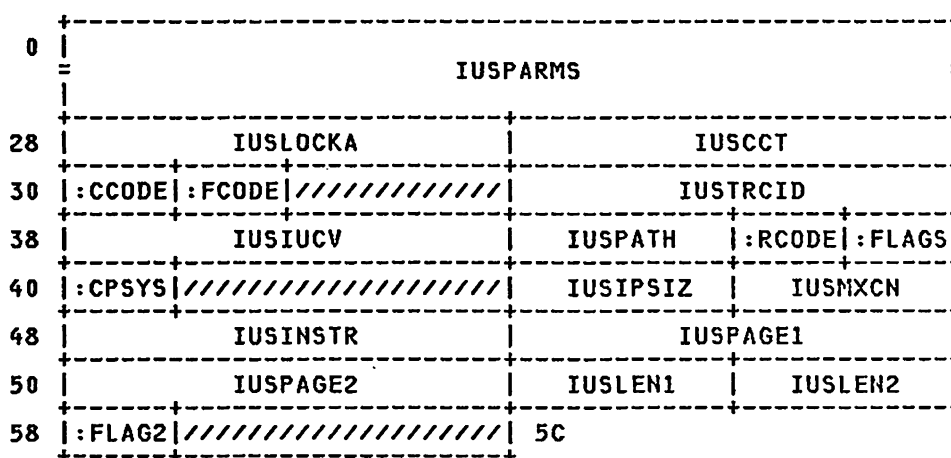 0 IUSPARMS
28 | IUSLOCKA | IUSCCT
30 |:CCODE|:FCODE|/////////////| IUSTRCID
38 | IUSIUCV | IUSPATH |:RCODE|:FLAGS
40 |:CPSYS|////////////////////| IUSIPSIZ | IUSMXCN
48 | IUSINSTR | IUSPAGE1
50 | IUSPAGE2 | IUSLEN1 | IUSLEN2
58 |:FLAG2|////////////////////| 5C